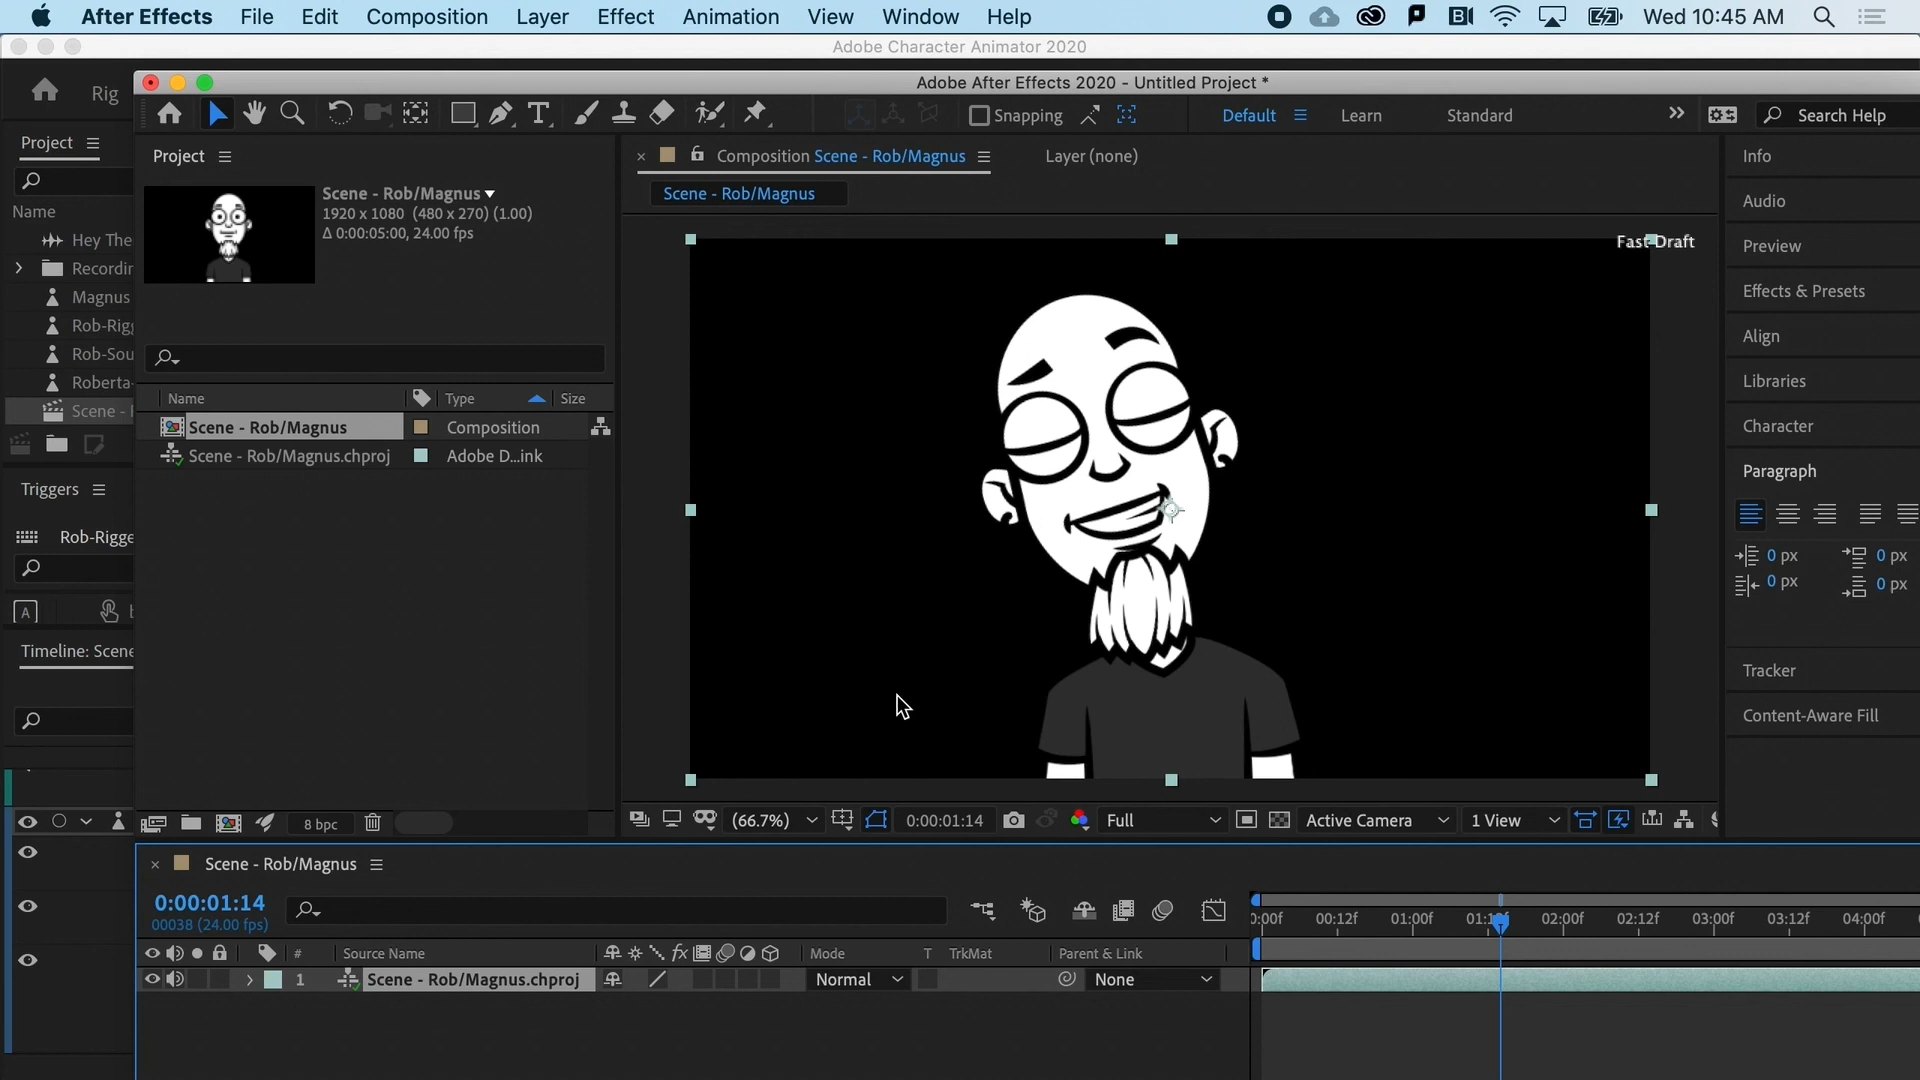 After Effects File Edit Composition Layer Effect Animation View Window Help Wed 10:45 AM
Adobe Character Animator 2020
Adobe After Effects 2020 - Untitled Project *
Rig
Snapping Default Learn Standard Search Help
Project
Name
Hey The
Recordin
Magnus
Rob-Rigg
Rob-Sou
Roberta-
Scene -
Triggers
Rob-Rigge
A
Timeline: Scene
Project
Scene - Rob/Magnus
1920 x 1080 (480 x 270) (1.00)
Δ 0:00:05:00, 24.00 fps
Name Type Size
Scene - Rob/Magnus Composition
Scene - Rob/Magnus.chproj Adobe D...ink
8 bpc
Composition Scene - Rob/Magnus Layer (none)
Scene - Rob/Magnus
Fast Draft
(66.7%) 0:00:01:14 Full Active Camera 1 View
Info
Audio
Preview
Effects & Presets
Align
Libraries
Character
Paragraph
0 px 0 px
0 px 0 px
Tracker
Content-Aware Fill
Scene - Rob/Magnus
0:00:01:14
00038 (24.00 fps)
00:12f 01:00f 02:00f 02:12f 03:00f 03:12f 04:00f
# Source Name fx Mode T TrkMat Parent & Link
1 Scene - Rob/Magnus.chproj Normal None